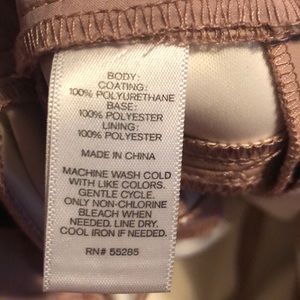 BODY:
COATING:
100% POLYURETHANE
BASE:
100% POLYESTER
LINING:
100% POLYESTER
MADE IN CHINA
MACHINE WASH COLD
WITH LIKE COLORS.
GENTLE CYCLE.
ONLY NON-CHLORINE
BLEACH WHEN
NEEDED. LINE DRY.
COOL IRON IF NEEDED.
RN# 55285